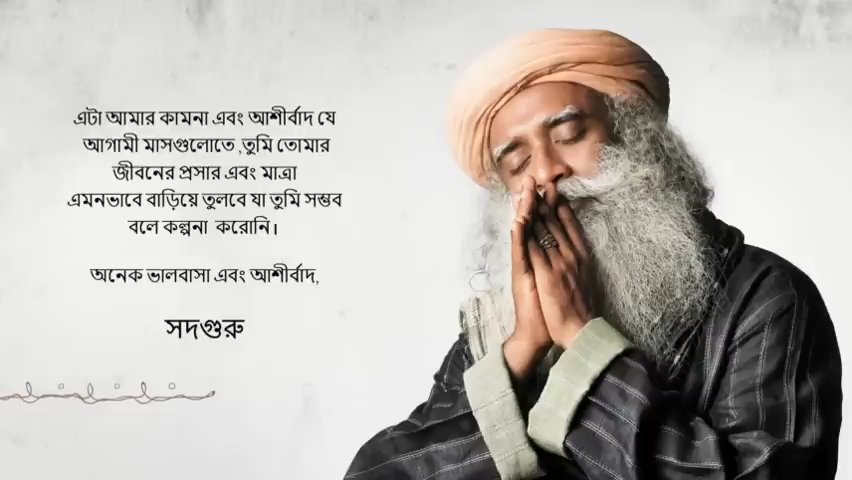 এটা আমার কামনা এবং আশীর্বাদ যে
আগামী মাসগুলোতে ,তুমি তোমার
জীবনের প্রসার এবং মাত্রা
এমনভাবে বাড়িয়ে তুলবে যা তুমি সম্ভব
বলে কল্পনা করোনি।
অনেক ভালবাসা এবং আশীর্বাদ,
সদগুরু